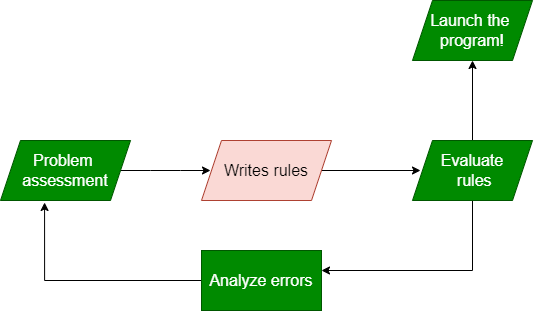 Launch the
program!
Problem
assessment
Writes rules
Evaluate
rules
Analyze errors